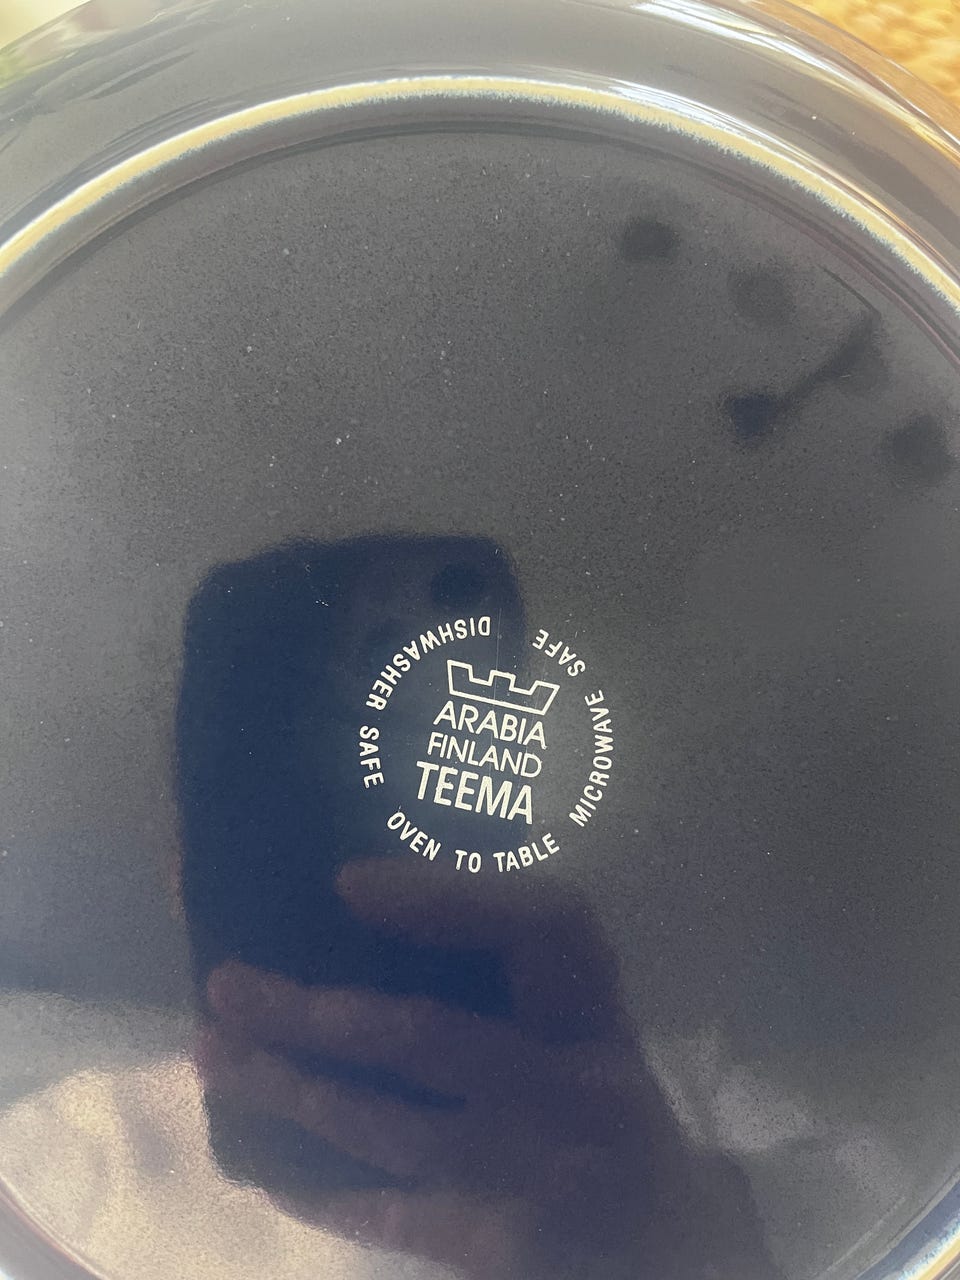 ARABIA
FINLAND
TEEMA
DISHWASHER SAFE
OVEN TO TABLE
MICROWAVE SAFE